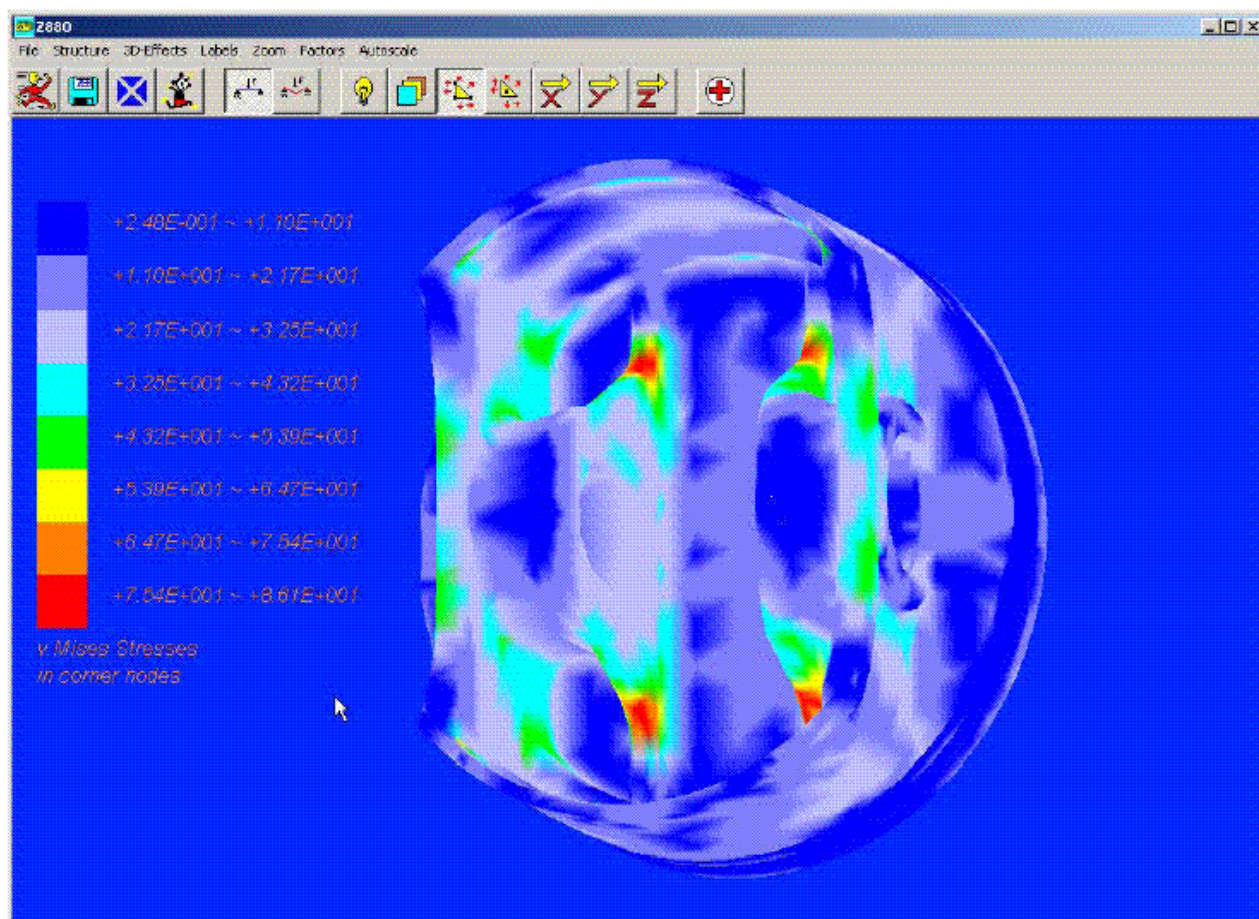 Z88O
File Structure 3D-Effects Labels Zoom Factors Autoscale
X Y Z
+2.48E-001 ~ +1.10E+001
+1.10E+001 ~ +2.17E+001
+2.17E+001 ~ +3.25E+001
+3.25E+001 ~ +4.32E+001
+4.32E+001 ~ +5.39E+001
+5.39E+001 ~ +6.47E+001
+6.47E+001 ~ +7.54E+001
+7.54E+001 ~ +8.61E+001
v.Mises Stresses
in corner nodes